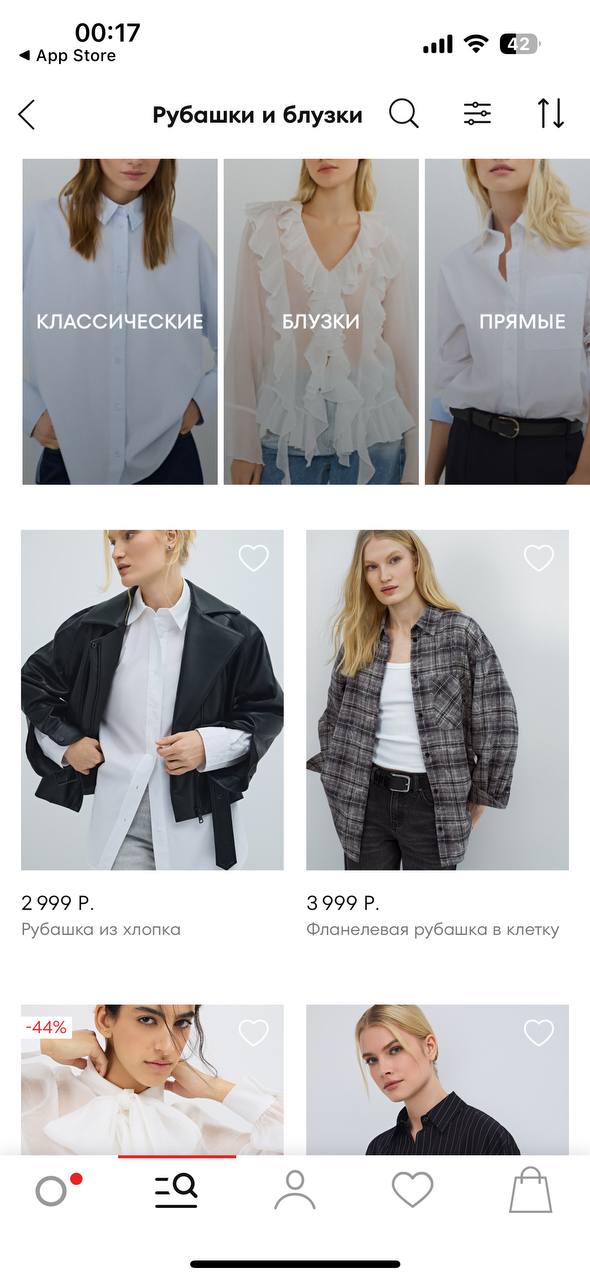 00:17
42
◀ App Store
Рубашки и блузки
КЛАССИЧЕСКИЕ
БЛУЗКИ
ПРЯМЫЕ
2 999 Р.
3 999 Р.
Рубашка из хлопка
Фланелевая рубашка в клетку
-44%